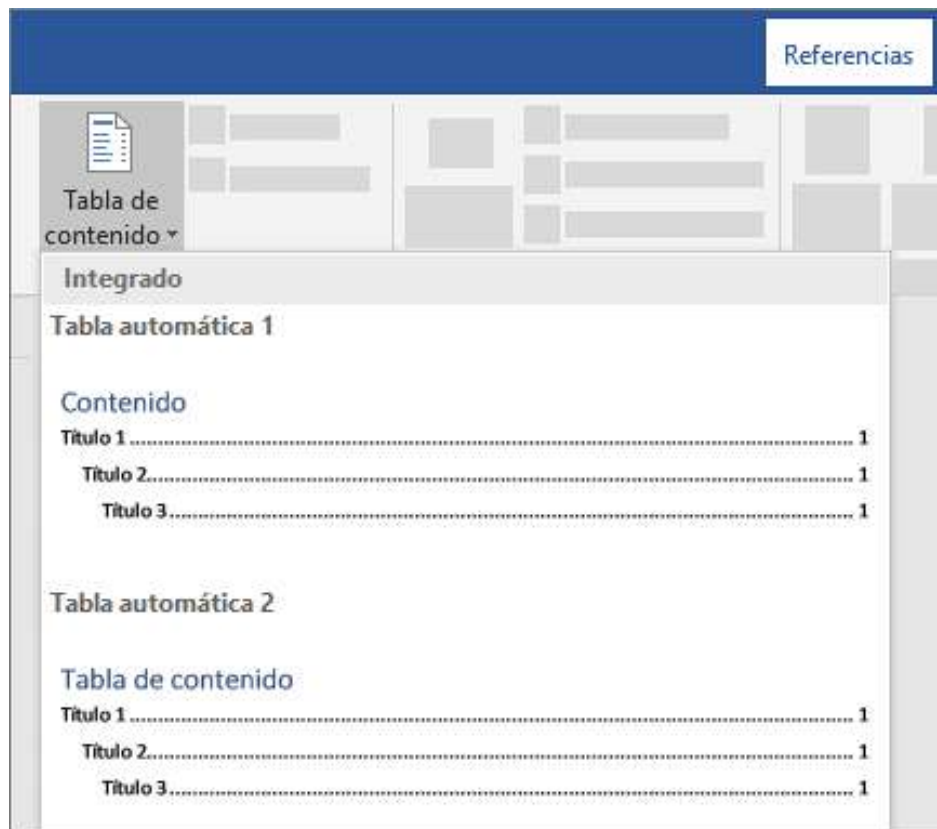 Referencias
Tabla de
contenido
Integrado
Tabla automática 1
Contenido
Título 1 1
Título 2 1
Título 3 1
Tabla automática 2
Tabla de contenido
Título 1 1
Título 2 1
Título 3 1